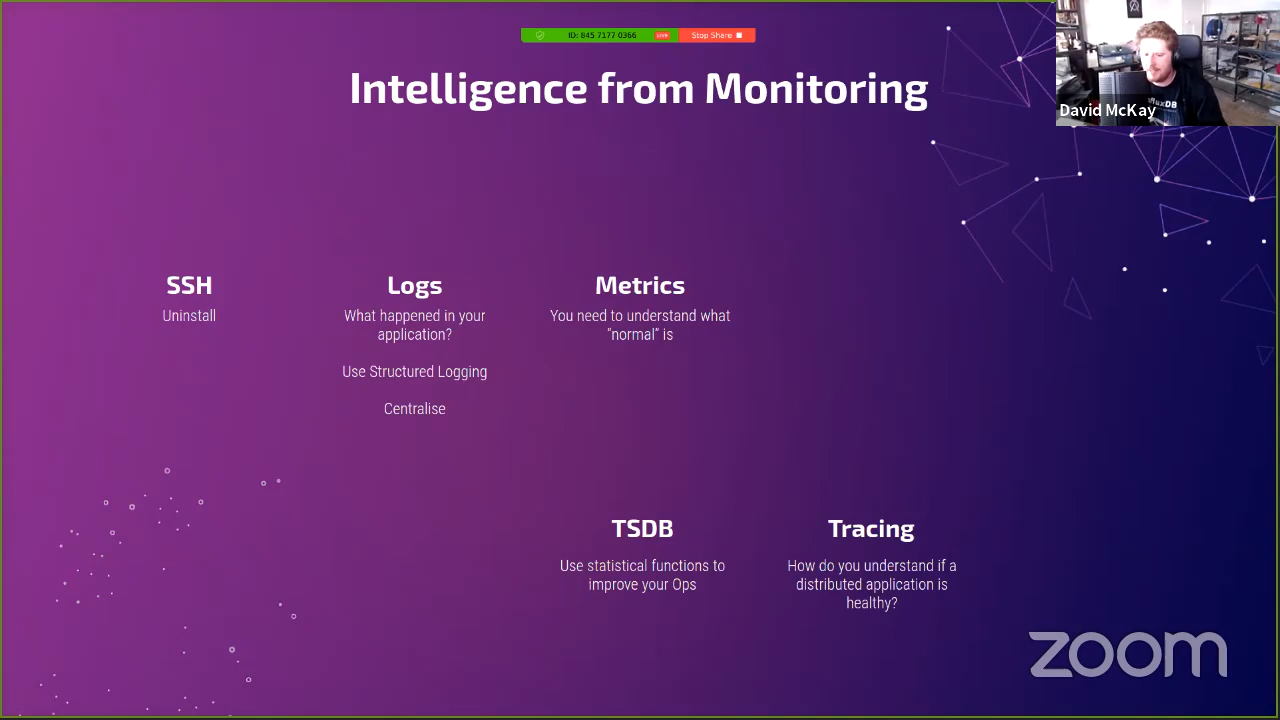 ID: 845 7177 0366 LIVE Stop Share
Intelligence from Monitoring
David McKay
SSH
Uninstall
Logs
What happened in your
application?
Use Structured Logging
Centralise
Metrics
You need to understand what
"normal" is
TSDB
Use statistical functions to
improve your Ops
Tracing
How do you understand if a
distributed application is
healthy?
zoom